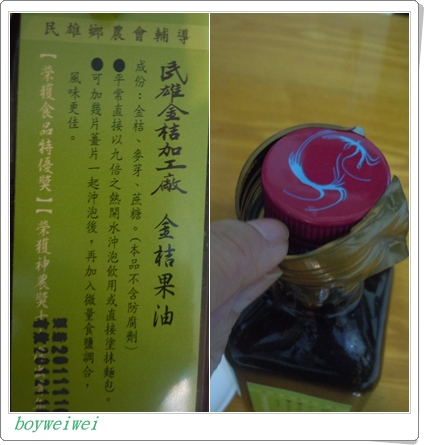 民雄鄉農會輔導
民雄金桔加工廠 金桔果油
成份:金桔、麥芽、蔗糖。(本品不含防腐劑)
●平常直接以九倍之熱開水沖泡飲用或直接塗抹麵包。
●可加幾片薑片一起沖泡後,再加入微量食鹽調合,
風味更佳。
【榮獲食品特優獎】【榮獲神農獎
boyweiwei